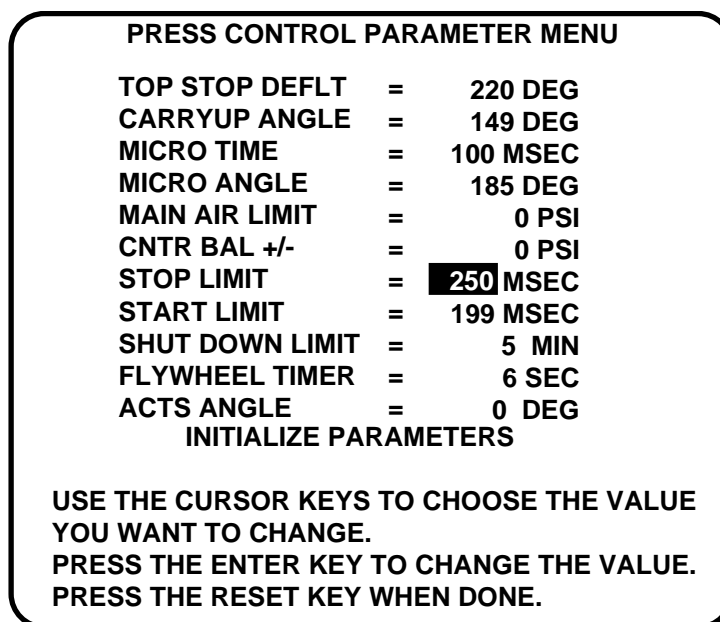 PRESS CONTROL PARAMETER MENU
TOP STOP DEFLT = 220 DEG
CARRYUP ANGLE = 149 DEG
MICRO TIME = 100 MSEC
MICRO ANGLE = 185 DEG
MAIN AIR LIMIT = 0 PSI
CNTR BAL +/- = 0 PSI
STOP LIMIT = 250 MSEC
START LIMIT = 199 MSEC
SHUT DOWN LIMIT = 5 MIN
FLYWHEEL TIMER = 6 SEC
ACTS ANGLE = 0 DEG
INITIALIZE PARAMETERS
USE THE CURSOR KEYS TO CHOOSE THE VALUE
YOU WANT TO CHANGE.
PRESS THE ENTER KEY TO CHANGE THE VALUE.
PRESS THE RESET KEY WHEN DONE.